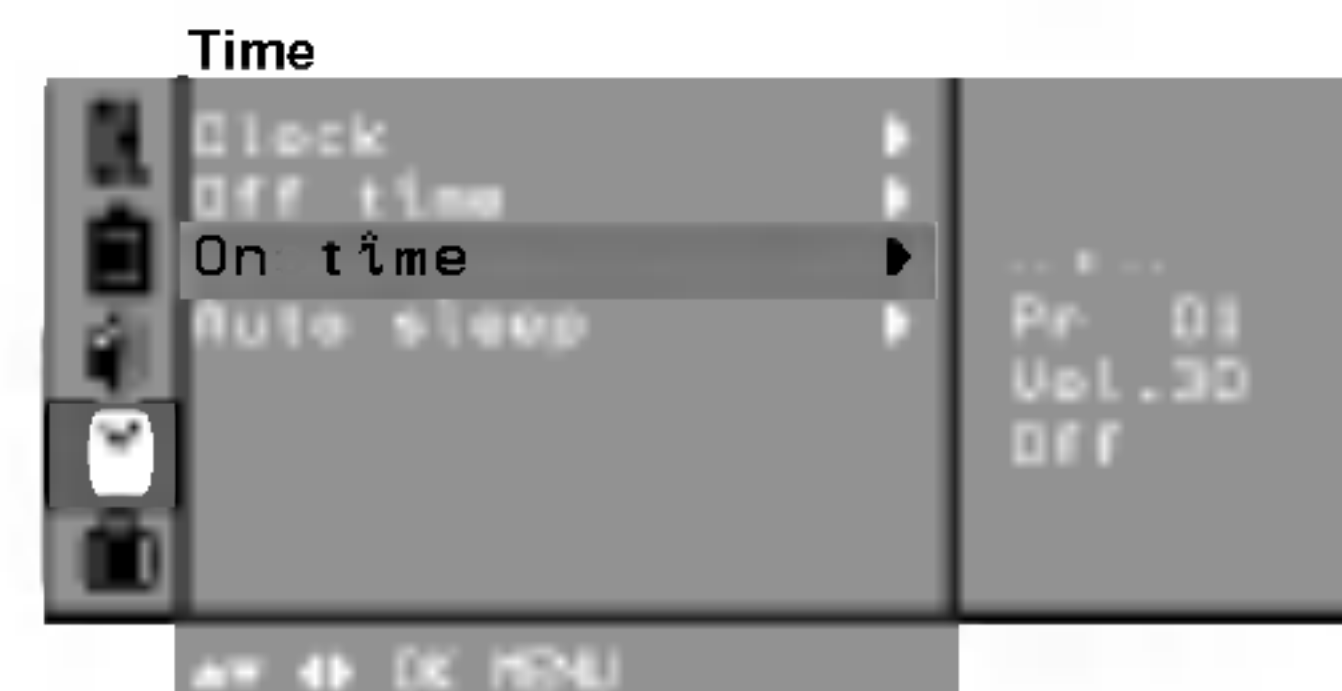 Time
Clock
Off time
On time
-- : --
Auto sleep
Pr 01
Vol.30
Off
OK MENU